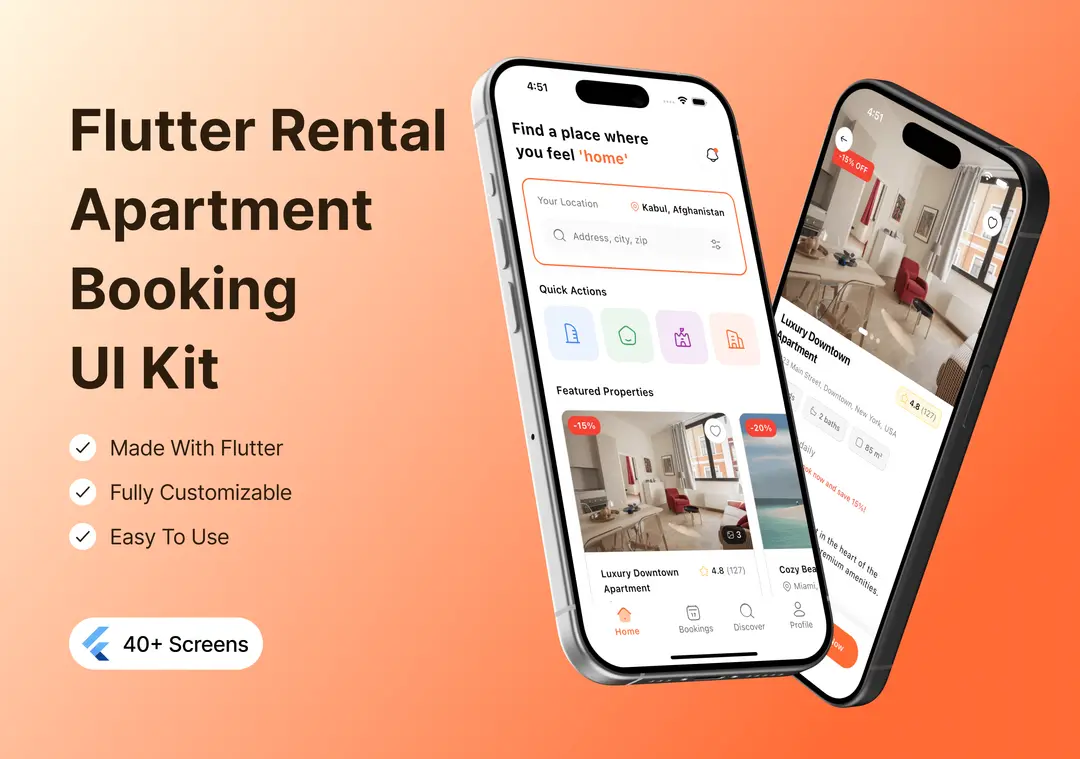 Flutter Rental
Apartment
Booking
UI Kit
Made With Flutter
Fully Customizable
Easy To Use
40+ Screens
4:51
Find a place where
you feel 'home'
Your Location
Kabul, Afghanistan
Address, city, zip
Quick Actions
Featured Properties
-15%
-20%
3
Luxury Downtown
Apartment
4.8 (127)
Cozy Bea
Miami,
Home
17
Bookings
Discover
Profile
4:51
-15% OFF
Luxury Downtown
Apartment
Main Street, Downtown, New York, USA
4.8 (127)
2 baths
85 m²
daily
now and save 15%!
in the heart of the
premium amenities.